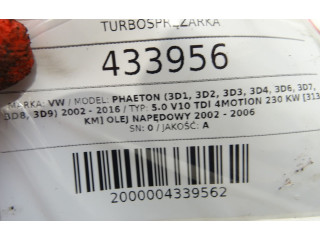 TURBOSPRĘŻARKA
433956
MARKA: VW / MODEL: PHAETON (3D1, 3D2, 3D3, 3D4, 3D6, 3D7,
3D8, 3D9) 2002 - 2016 / TYP: 5.0 V10 TDI 4MOTION 230 KW [313
KM] OLEJ NAPĘDOWY 2002 - 2006
SN: 0 / JAKOŚĆ: A
2000004339562